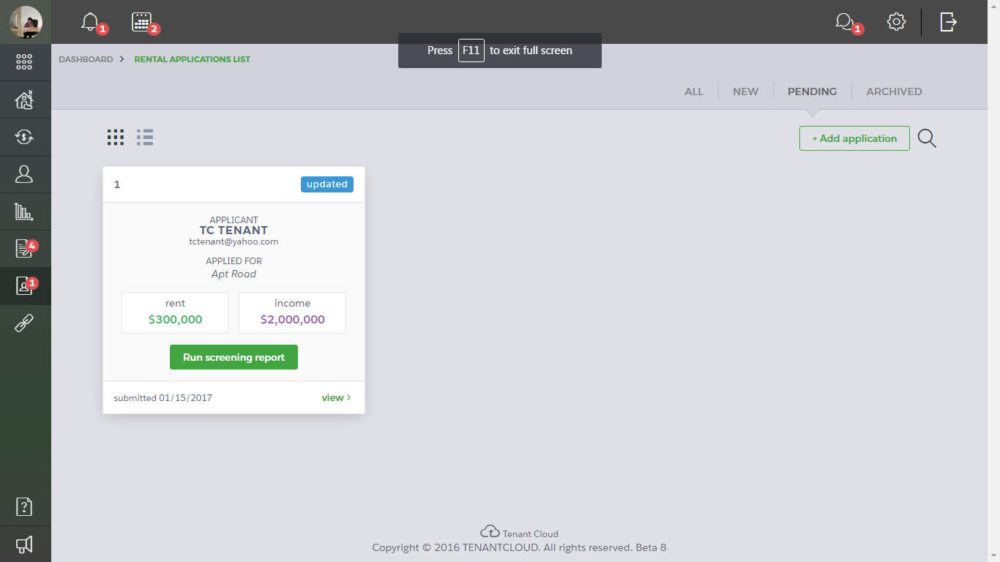 1
2
1
Press F11 to exit full screen
DASHBOARD > RENTAL APPLICATIONS LIST
ALL NEW PENDING ARCHIVED
+ Add application
1 updated
APPLICANT
TC TENANT
tctenant@yahoo.com
APPLIED FOR
Apt Road
rent income
$300,000 $2,000,000
Run screening report
submitted 01/15/2017 view >
4
1
Tenant Cloud
Copyright © 2016 TENANTCLOUD. All rights reserved. Beta 8